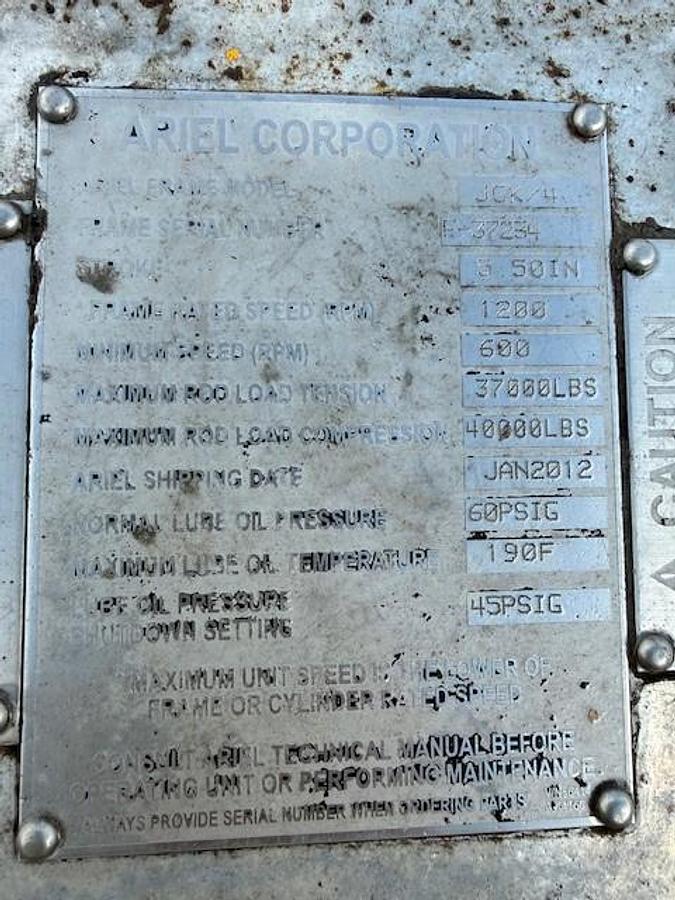 ARIEL CORPORATION
ARIEL FRAME MODEL
FRAME SERIAL NUMBER F-37234
STROKE 50IN
FRAME RATED SPEED (RPM) 1200
MINIMUM SPEED (RPM) 600
MAXIMUM ROD LOAD TENSION 37000LBS
MAXIMUM ROD LOAD COMPRESSION 40000LBS
ARIEL SHIPPING DATE JAN2012
NORMAL LUBE OIL PRESSURE 60PSIG
MAXIMUM LUBE OIL TEMPERATURE 190F
LUBE OIL PRESSURE 45PSIG
SHUTDOWN SETTING
MAXIMUM UNIT SPEED IS THE LOWER OF
FRAME OR CYLINDER RATED SPEED
CONSULT ARIEL TECHNICAL MANUAL BEFORE
OPERATING UNIT OR PERFORMING MAINTENANCE.
ALWAYS PROVIDE SERIAL NUMBER WHEN ORDERING PARTS
CAUTION